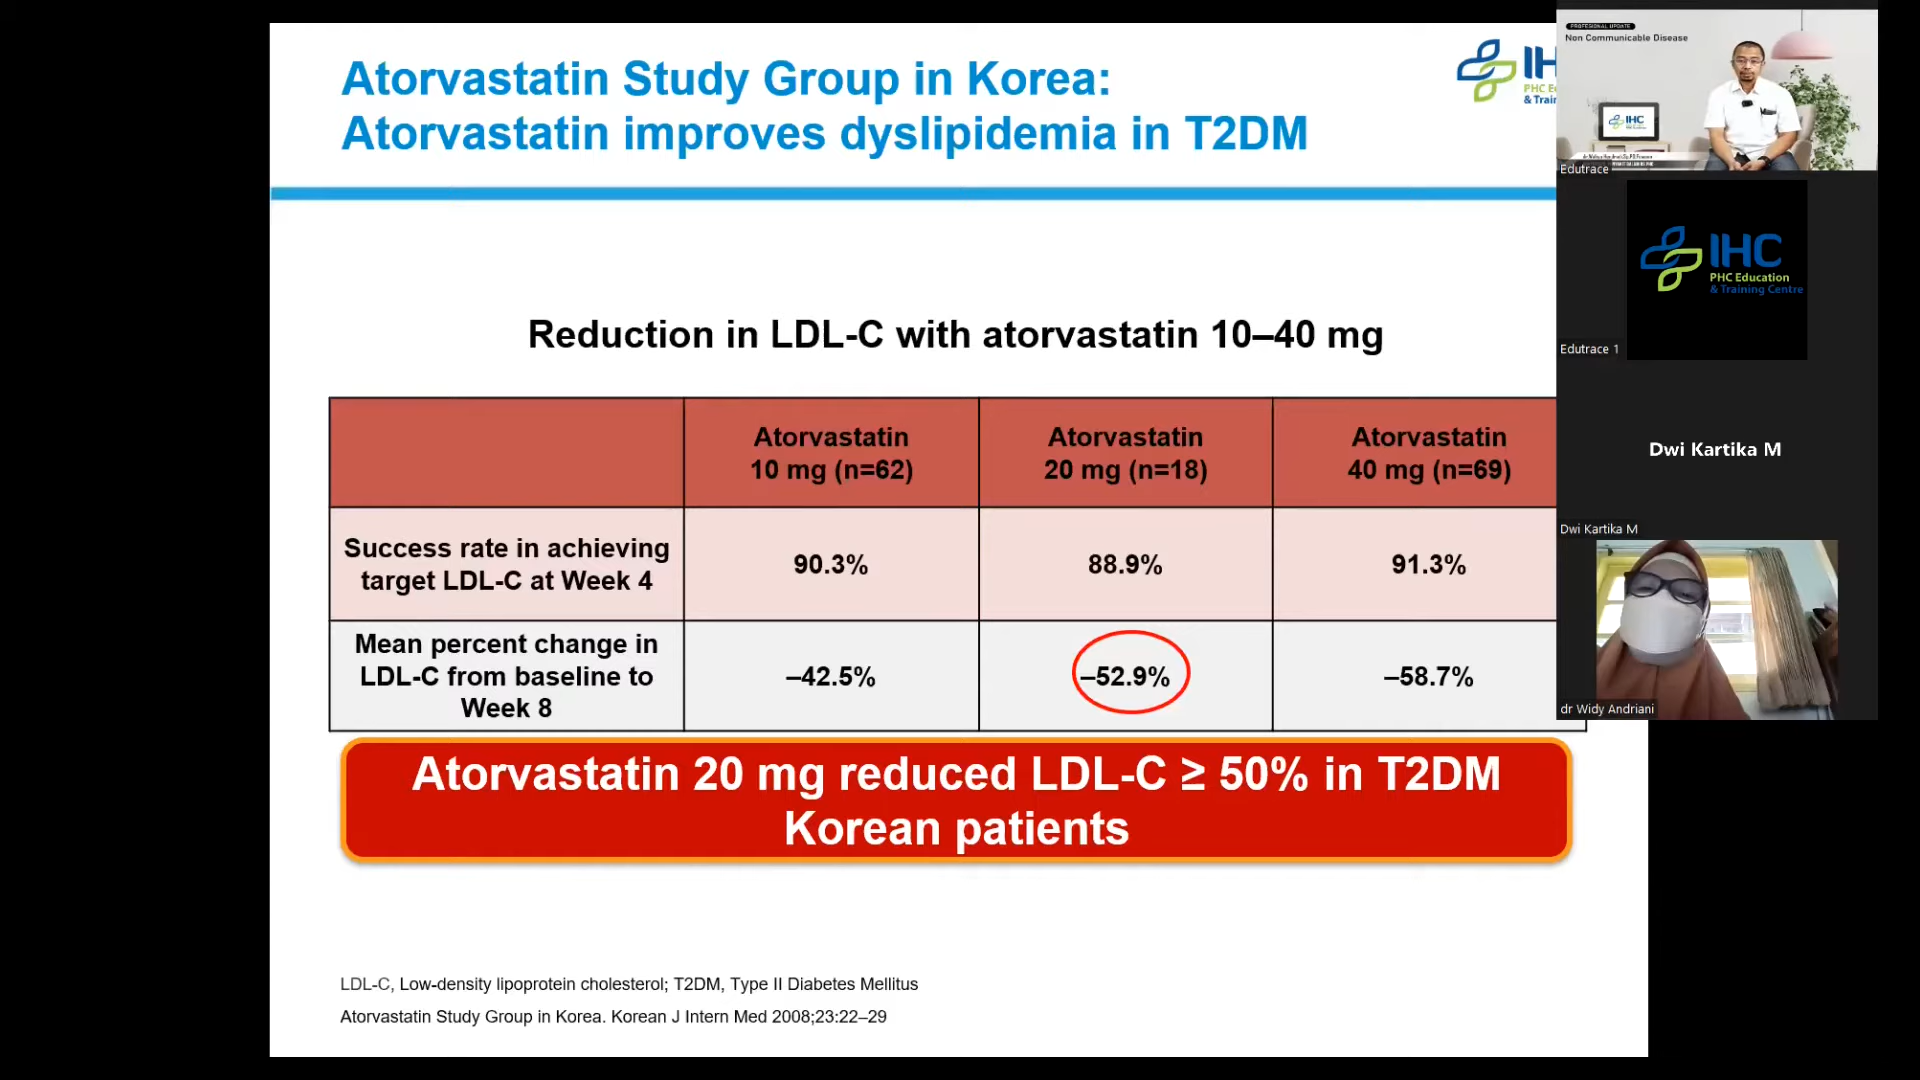 Atorvastatin Study Group in Korea:
Atorvastatin improves dyslipidemia in T2DM
IH
PHC E
& Train
Reduction in LDL-C with atorvastatin 10–40 mg
Atorvastatin
10 mg (n=62)
Atorvastatin
20 mg (n=18)
Atorvastatin
40 mg (n=69)
Success rate in achieving
target LDL-C at Week 4
90.3%
88.9%
91.3%
Mean percent change in
LDL-C from baseline to
Week 8
–42.5%
–52.9%
–58.7%
Atorvastatin 20 mg reduced LDL-C ≥ 50% in T2DM
Korean patients
LDL-C, Low-density lipoprotein cholesterol; T2DM, Type II Diabetes Mellitus
Atorvastatin Study Group in Korea. Korean J Intern Med 2008;23:22–29
PROFESIONAL UPDATE
Non Communicable Disease
IHC
Edutrace
IHC
PHC Education
& Training Centre
Edutrace 1
Dwi Kartika M
Dwi Kartika M
dr Widy Andriani